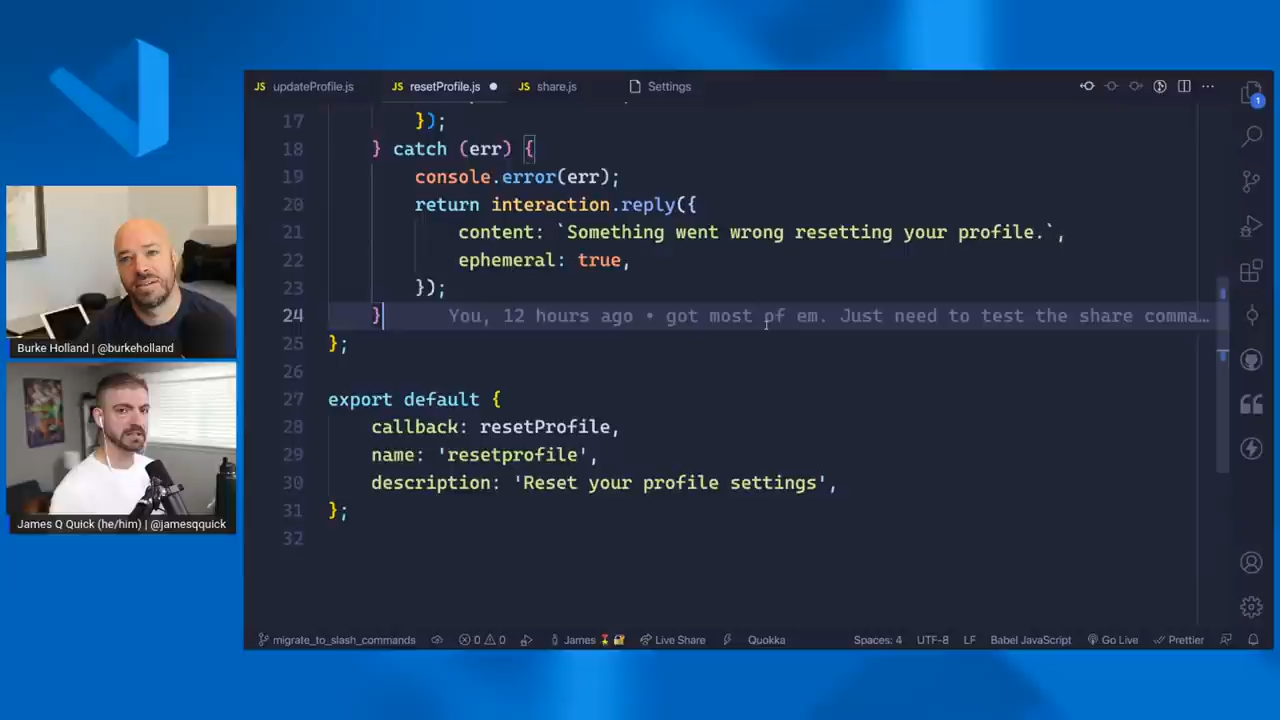 JS updateProfile.js
JS resetProfile.js
JS share.js
Settings
1
17 });
18 } catch (err) {
19 console.error(err);
20 return interaction.reply({
21 content: `Something went wrong resetting your profile.`,
22 ephemeral: true,
23 });
24 } You, 12 hours ago • got most of em. Just need to test the share comma…
25 };
26
27 export default {
28 callback: resetProfile,
29 name: 'resetprofile',
30 description: 'Reset your profile settings',
31 };
32
Burke Holland | @burkeholland
James Q Quick (he/him) | @jamesqquick
migrate_to_slash_commands 0 0 James Live Share Quokka Spaces: 4 UTF-8 LF Babel JavaScript Go Live Prettier